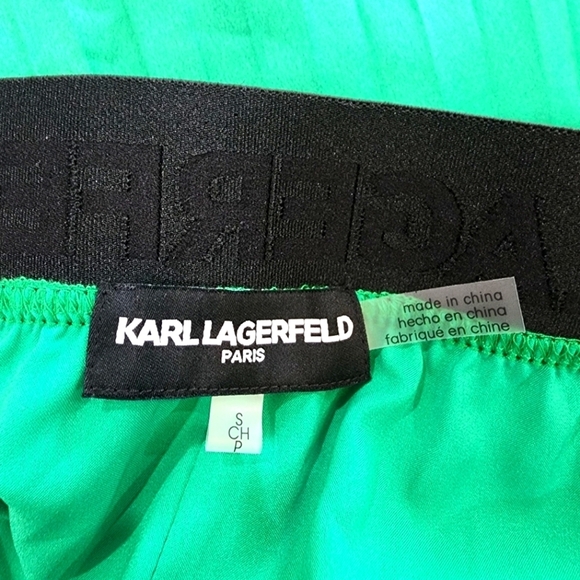 KARL LAGERFELD
PARIS
made in china
hecho en china
fabriqué en chine
S
CH
P